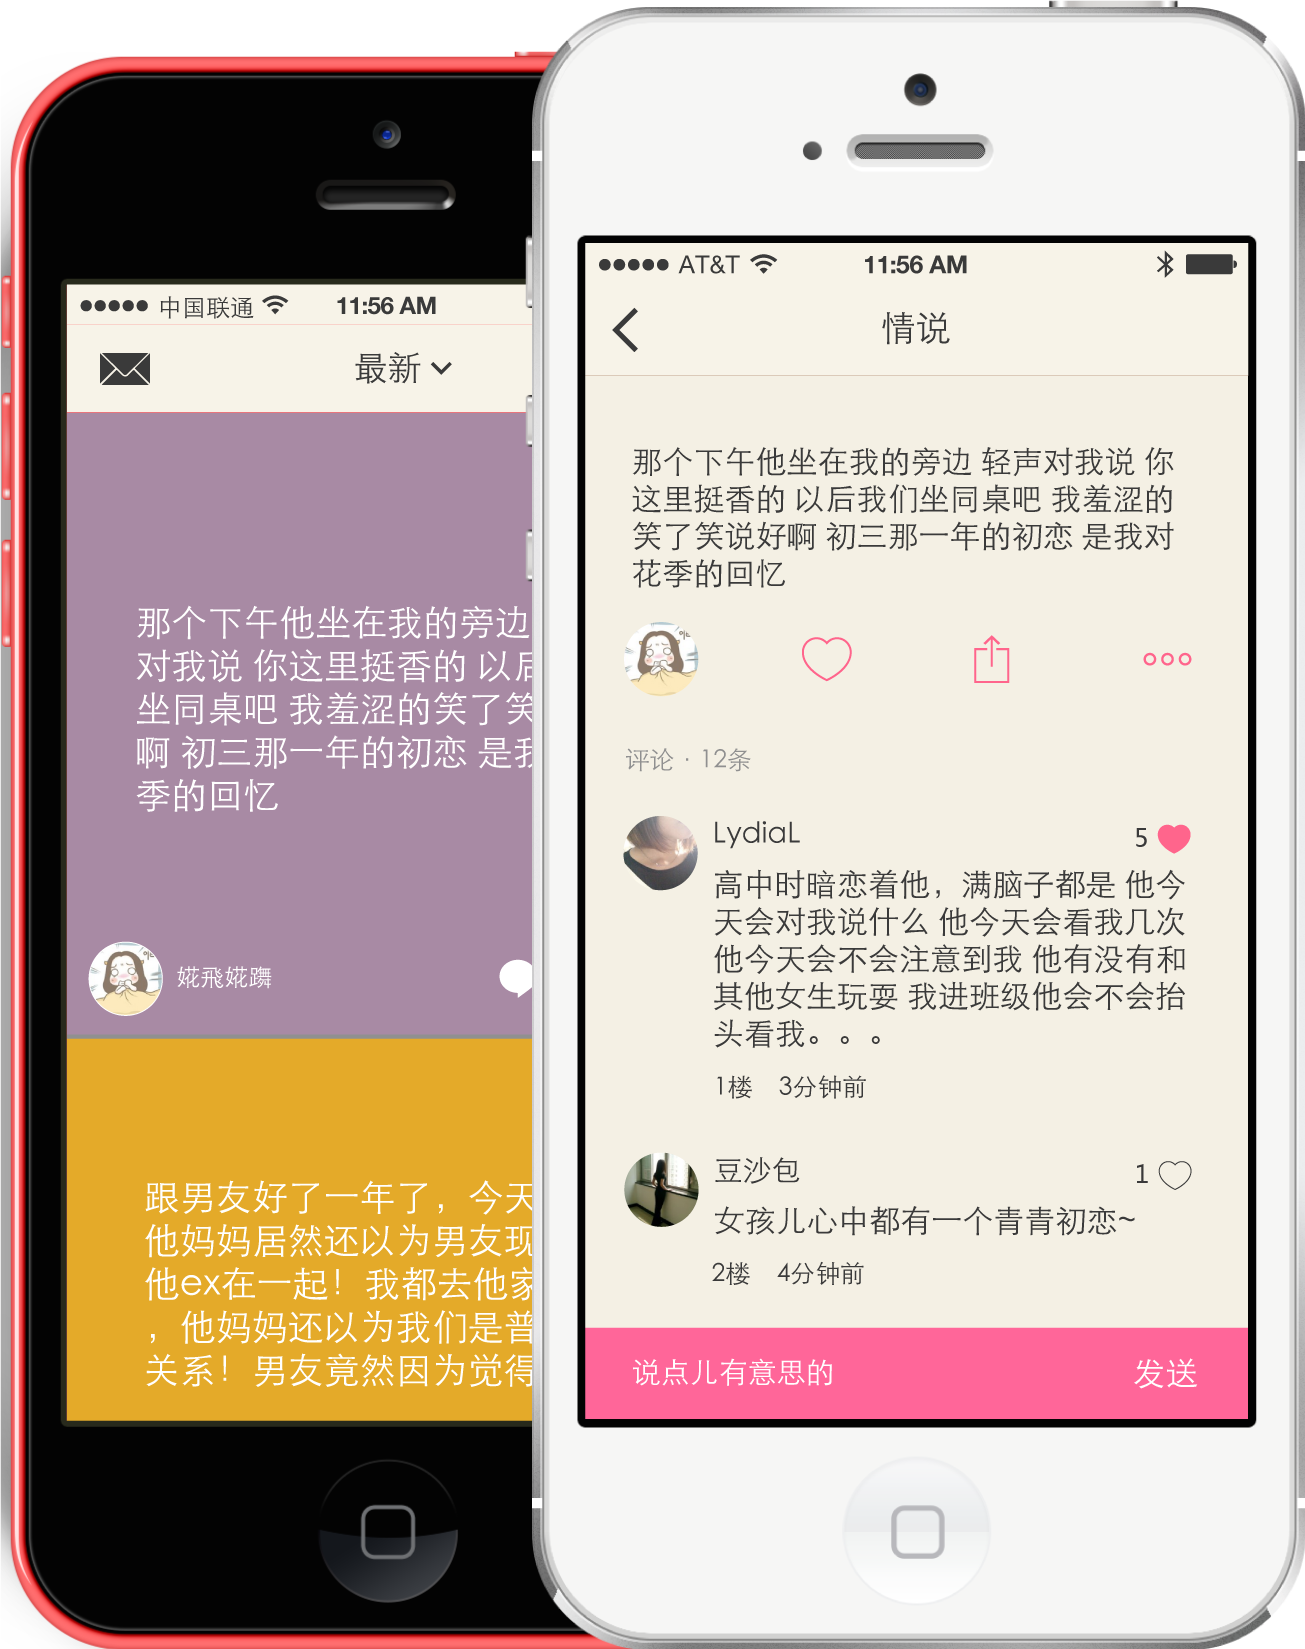 中国联通 11:56 AM
最新
那个下午他坐在我的旁边
对我说 你这里挺香的 以后
坐同桌吧 我羞涩的笑了笑
啊 初三那一年的初恋 是我
季的回忆
跟男友好了一年了，今天
他妈妈居然还以为男友现
他ex在一起！我都去他家
，他妈妈还以为我们是普
关系！男友竟然因为觉得
AT&T 11:56 AM
情说
那个下午他坐在我的旁边 轻声对我说 你
这里挺香的 以后我们坐同桌吧 我羞涩的
笑了笑说好啊 初三那一年的初恋 是我对
花季的回忆
评论 · 12条
LydiaL 5
高中时暗恋着他，满脑子都是 他今
天会对我说什么 他今天会看我几次
他今天会不会注意到我 他有没有和
其他女生玩耍 我进班级他会不会抬
头看我。。。
1楼 3分钟前
豆沙包 1
女孩儿心中都有一个青青初恋~
2楼 4分钟前
说点儿有意思的 发送